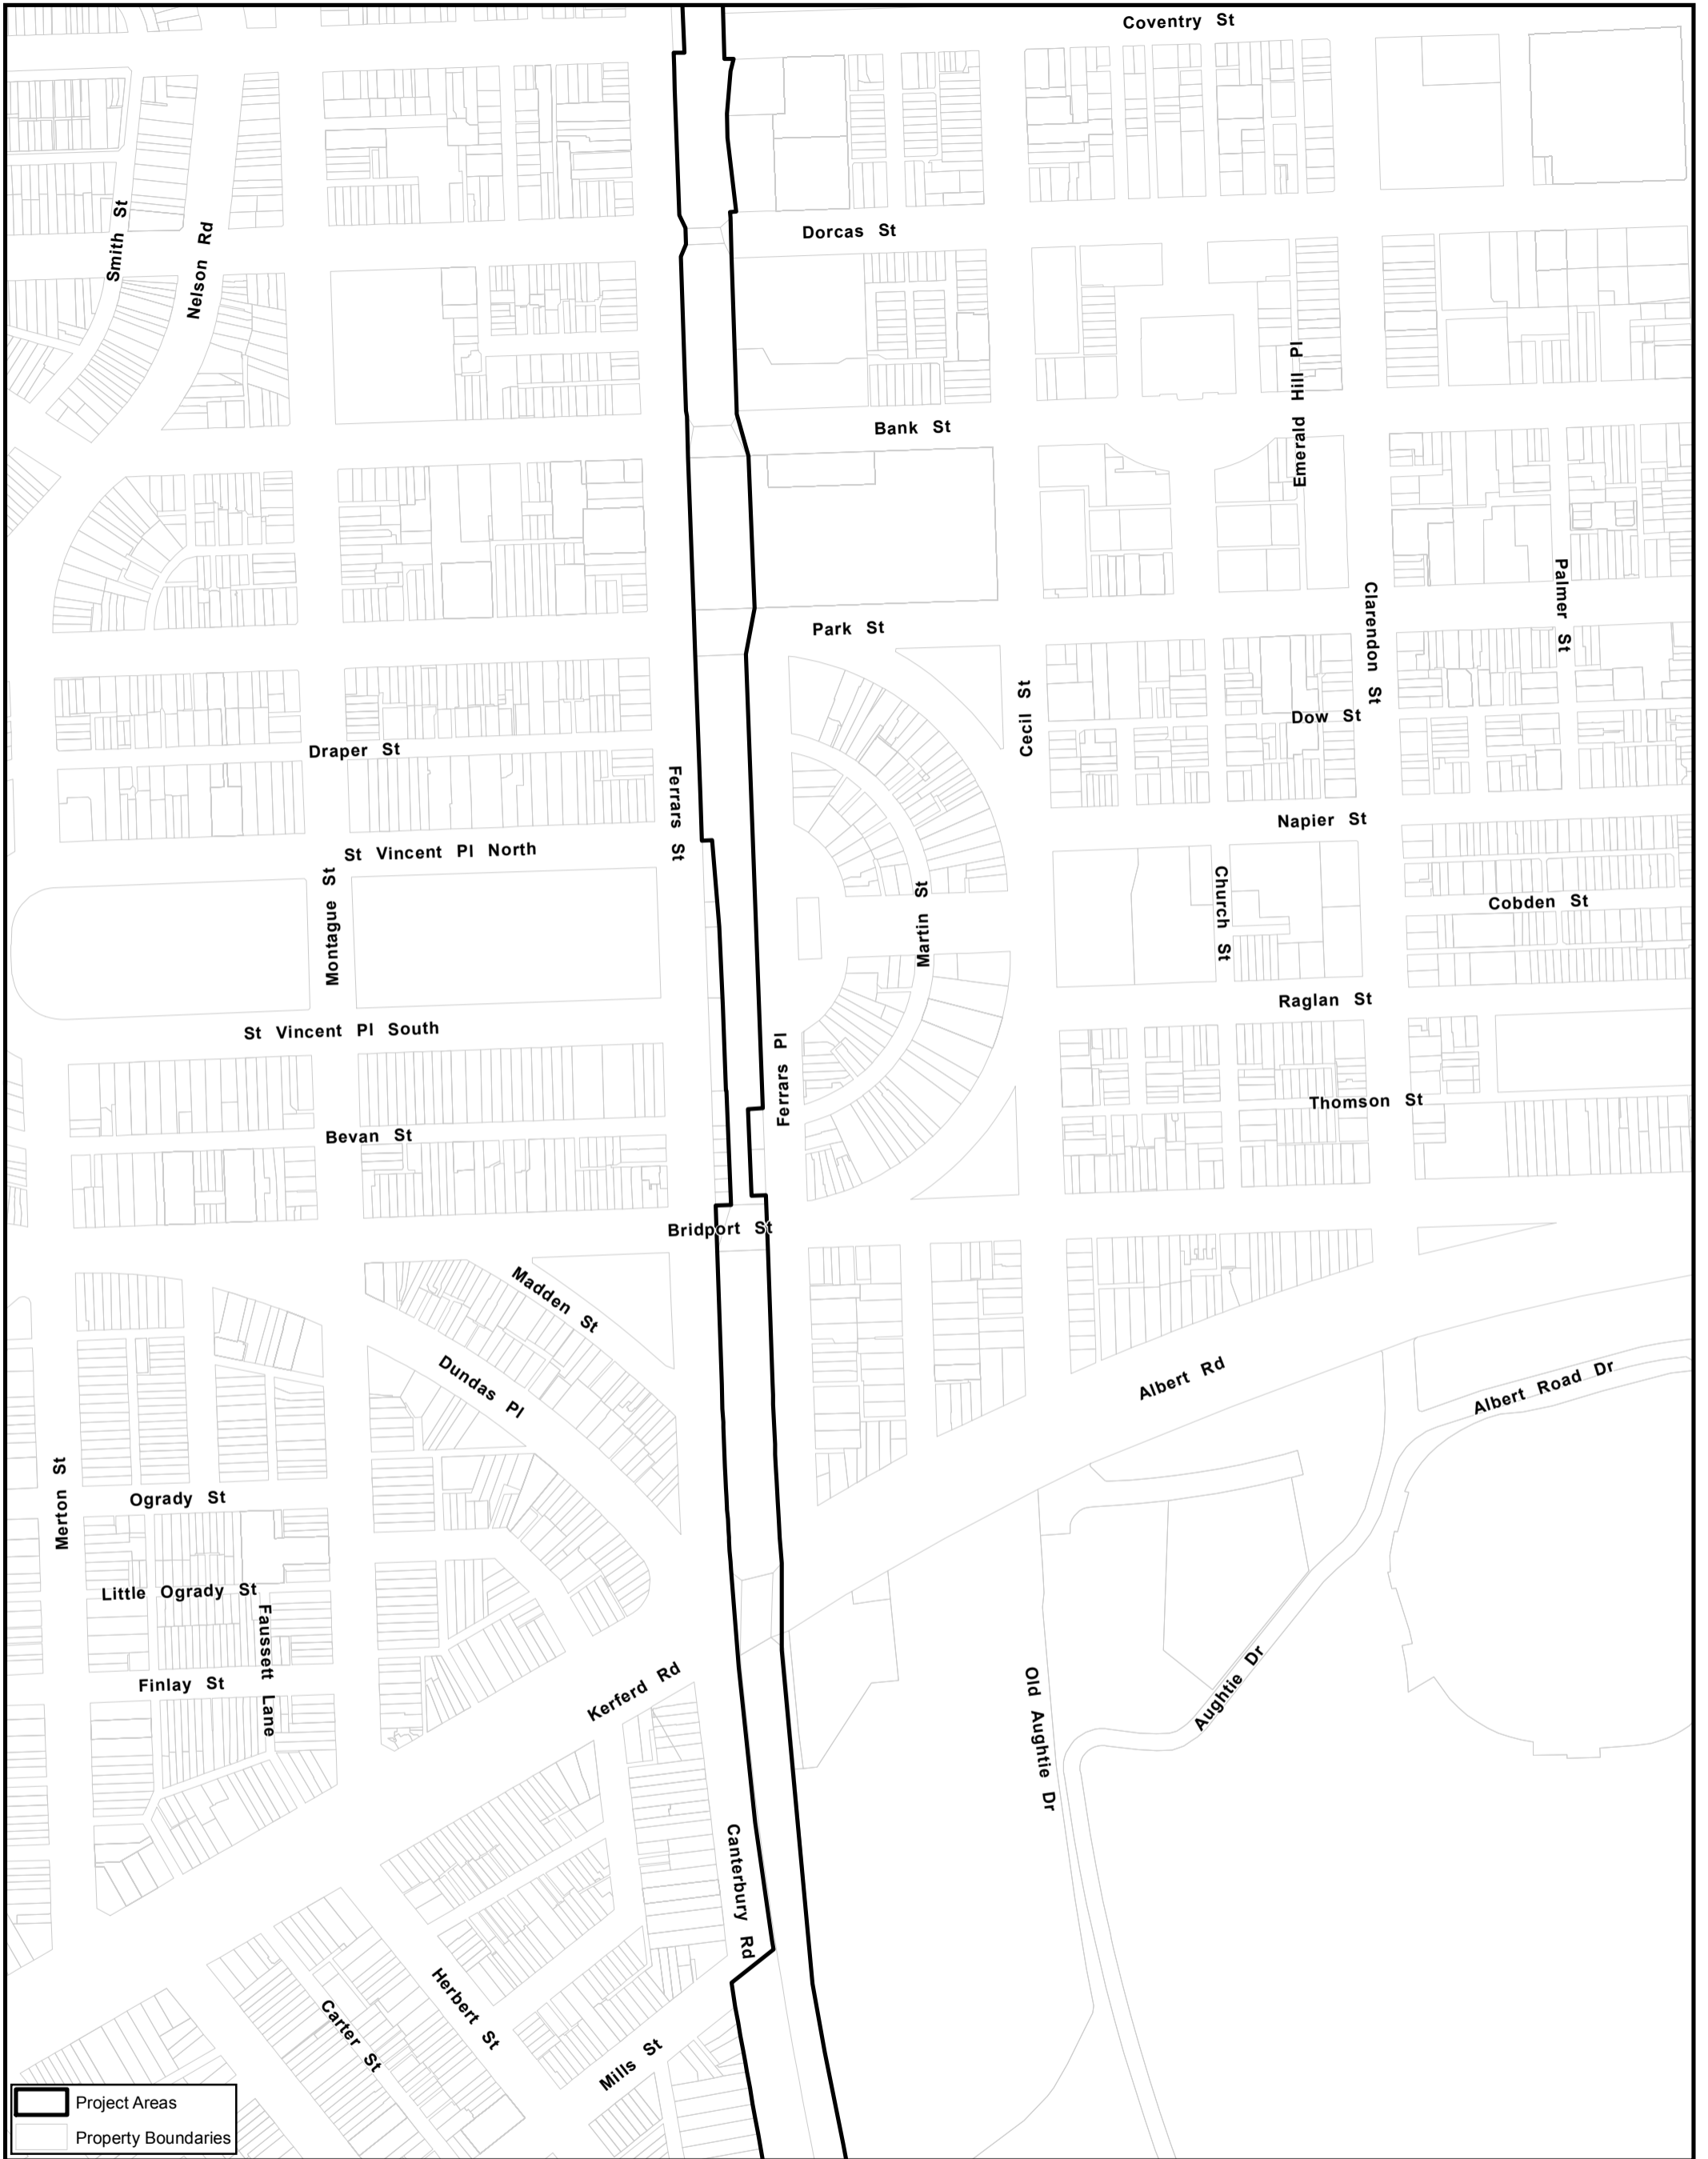 Coventry St
Smith St
Nelson Rd
Dorcas St
Emerald Hill Pl
Bank St
Park St
Palmer St
Clarendon St
Cecil St
Dow St
Draper St
Ferrars St
Napier St
St Vincent Pl North
Montague St
Martin St
Church St
Cobden St
Raglan St
St Vincent Pl South
Ferrars Pl
Thomson St
Bevan St
Bridport St
Madden St
Dundas Pl
Albert Rd
Albert Road Dr
Merton St
Ogrady St
Little Ogrady St
Faussett Lane
Finlay St
Kerferd Rd
Old Aughtie Dr
Aughtie Dr
Canterbury Rd
Herbert St
Carter St
Mills St
Project Areas
Property Boundaries